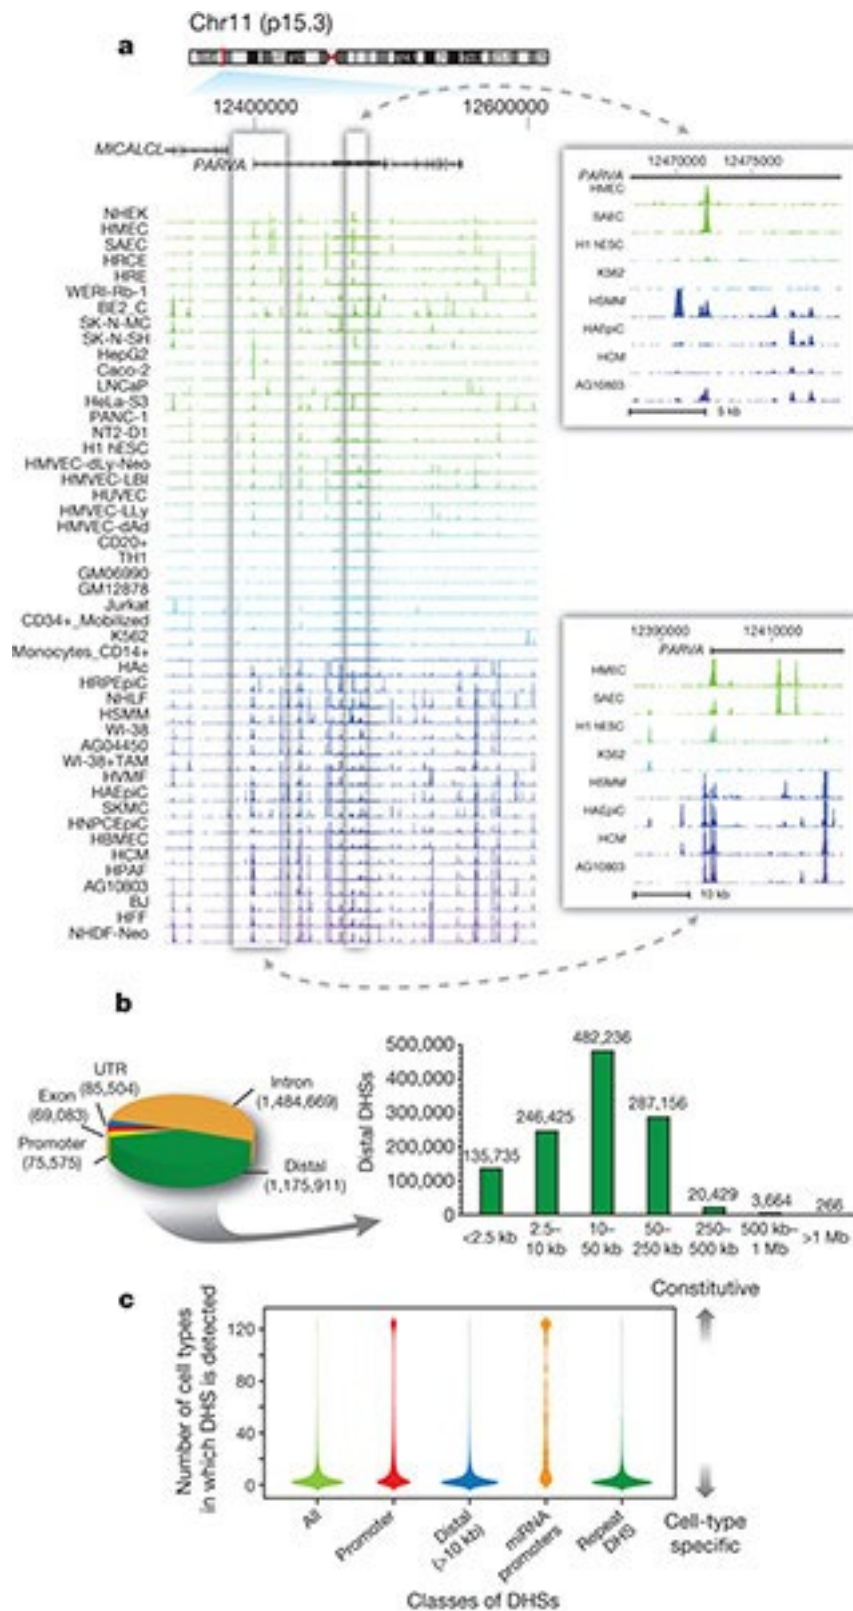 Chr11 (p15.3)
a
12400000 12600000
MICALCL
PARVA
NHEK
HMEC
SAEC
HRCE
HRE
WERI-Rb-1
BE2_C
SK-N-MC
SK-N-SH
HepG2
Caco-2
LNCaP
HeLa-S3
PANC-1
NT2-D1
H1 hESC
HMVEC-dLy-Neo
HMVEC-LBl
HUVEC
HMVEC-LLy
HMVEC-dAd
CD20+
TH1
GM06990
GM12878
Jurkat
CD34+_Mobilized
K562
Monocytes_CD14+
HAc
HRPEpiC
NHLF
HSMM
WI-38
AG04450
WI-38+TAM
HVMF
HAEpiC
SKMC
HNPCEpiC
HBMEC
HCM
HPAF
AG10803
BJ
HFF
NHDF-Neo
12470000 12475000
PARVA
HMEC
SAEC
H1 hESC
K562
HSMM
HAEpiC
HCM
AG10803
5 kb
12390000 12410000
PARVA
HMEC
SAEC
H1 hESC
K562
HSMM
HAEpiC
HCM
AG10803
10 kb
b
UTR
(85,504)
Exon
(69,083)
Promoter
(75,575)
Intron
(1,484,669)
Distal
(1,175,911)
Distal DHSs
500,000
400,000
300,000
200,000
100,000
0
135,735
246,425
482,236
287,156
20,429
3,664
266
<2.5 kb
2.5–
10 kb
10–
50 kb
50–
250 kb
250–
500 kb
500 kb–
1 Mb
>1 Mb
c
Number of cell types
in which DHS is detected
120
80
40
0
All
Promoter
Distal
(>10 kb)
mRNA
promoters
Repeat
DHS
Classes of DHSs
Constitutive
Cell-type
specific